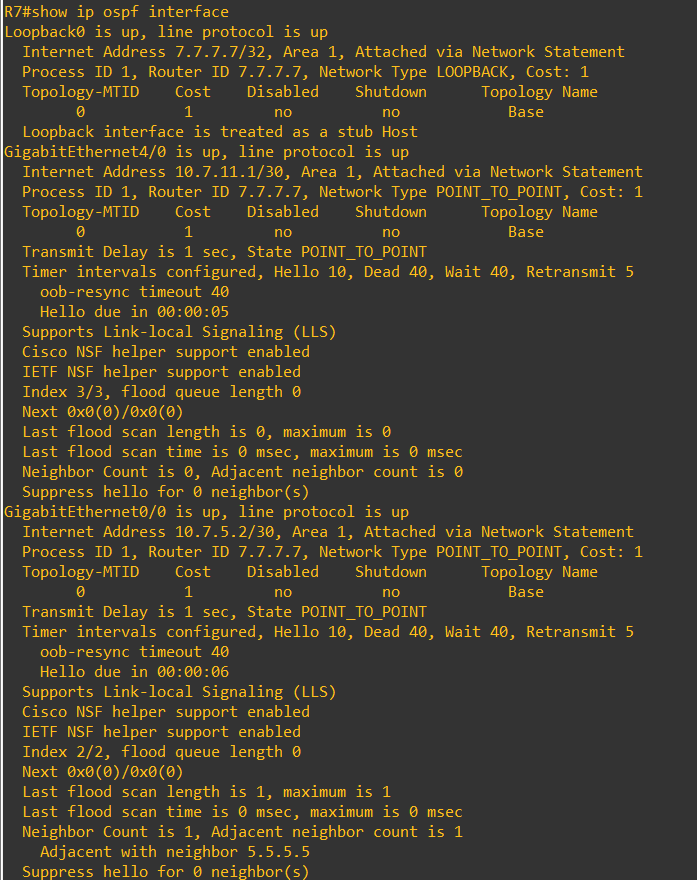 R7#show ip ospf interface
Loopback0 is up, line protocol is up
  Internet Address 7.7.7.7/32, Area 1, Attached via Network Statement
  Process ID 1, Router ID 7.7.7.7, Network Type LOOPBACK, Cost: 1
  Topology-MTID    Cost    Disabled    Shutdown      Topology Name
        0           1         no          no            Base
  Loopback interface is treated as a stub Host
GigabitEthernet4/0 is up, line protocol is up
  Internet Address 10.7.11.1/30, Area 1, Attached via Network Statement
  Process ID 1, Router ID 7.7.7.7, Network Type POINT_TO_POINT, Cost: 1
  Topology-MTID    Cost    Disabled    Shutdown      Topology Name
        0           1         no          no            Base
  Transmit Delay is 1 sec, State POINT_TO_POINT
  Timer intervals configured, Hello 10, Dead 40, Wait 40, Retransmit 5
    oob-resync timeout 40
    Hello due in 00:00:05
  Supports Link-local Signaling (LLS)
  Cisco NSF helper support enabled
  IETF NSF helper support enabled
  Index 3/3, flood queue length 0
  Next 0x0(0)/0x0(0)
  Last flood scan length is 0, maximum is 0
  Last flood scan time is 0 msec, maximum is 0 msec
  Neighbor Count is 0, Adjacent neighbor count is 0
  Suppress hello for 0 neighbor(s)
GigabitEthernet0/0 is up, line protocol is up
  Internet Address 10.7.5.2/30, Area 1, Attached via Network Statement
  Process ID 1, Router ID 7.7.7.7, Network Type POINT_TO_POINT, Cost: 1
  Topology-MTID    Cost    Disabled    Shutdown      Topology Name
        0           1         no          no            Base
  Transmit Delay is 1 sec, State POINT_TO_POINT
  Timer intervals configured, Hello 10, Dead 40, Wait 40, Retransmit 5
    oob-resync timeout 40
    Hello due in 00:00:06
  Supports Link-local Signaling (LLS)
  Cisco NSF helper support enabled
  IETF NSF helper support enabled
  Index 2/2, flood queue length 0
  Next 0x0(0)/0x0(0)
  Last flood scan length is 1, maximum is 1
  Last flood scan time is 0 msec, maximum is 0 msec
  Neighbor Count is 1, Adjacent neighbor count is 1
    Adjacent with neighbor 5.5.5.5
  Suppress hello for 0 neighbor(s)